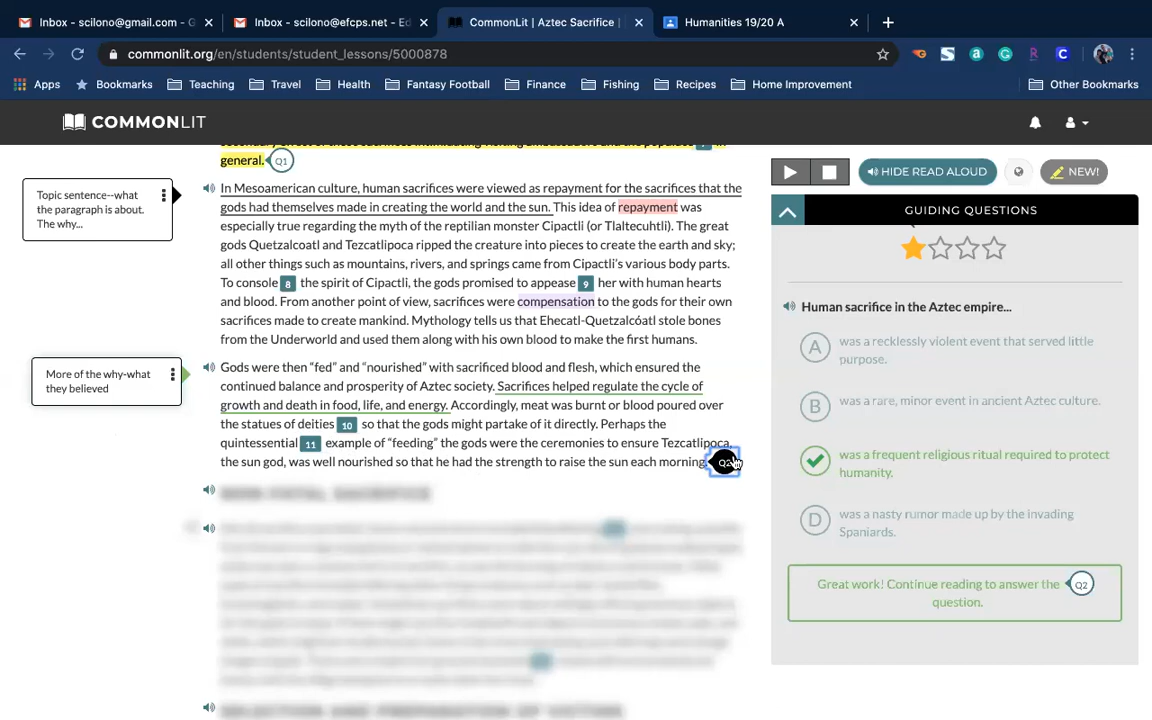 Inbox - scilono@gmail.com - G
Inbox - scilono@efcps.net - Ed
CommonLit | Aztec Sacrifice |
Humanities 19/20 A
commonlit.org/en/students/student_lessons/5000878
Apps
Bookmarks
Teaching
Travel
Health
Fantasy Football
Finance
Fishing
Recipes
Home Improvement
Other Bookmarks
COMMONLIT
general. Q1
Topic sentence--what
the paragraph is about.
The why...
In Mesoamerican culture, human sacrifices were viewed as repayment for the sacrifices that the
gods had themselves made in creating the world and the sun. This idea of repayment was
especially true regarding the myth of the reptilian monster Cipactli (or Tlaltecuhtli). The great
gods Quetzalcoatl and Tezcatlipoca ripped the creature into pieces to create the earth and sky;
all other things such as mountains, rivers, and springs came from Cipactli's various body parts.
To console 8 the spirit of Cipactli, the gods promised to appease 9 her with human hearts
and blood. From another point of view, sacrifices were compensation to the gods for their own
sacrifices made to create mankind. Mythology tells us that Ehecatl-Quetzalcóatl stole bones
from the Underworld and used them along with his own blood to make the first humans.
More of the why-what
they believed
Gods were then “fed” and “nourished” with sacrificed blood and flesh, which ensured the
continued balance and prosperity of Aztec society. Sacrifices helped regulate the cycle of
growth and death in food, life, and energy. Accordingly, meat was burnt or blood poured over
the statues of deities 10 so that the gods might partake of it directly. Perhaps the
quintessential 11 example of “feeding” the gods were the ceremonies to ensure Tezcatlipoca,
the sun god, was well nourished so that he had the strength to raise the sun each morning. Q2
HIDE READ ALOUD
NEW!
GUIDING QUESTIONS
Human sacrifice in the Aztec empire...
A was a recklessly violent event that served little
purpose.
B was a rare, minor event in ancient Aztec culture.
was a frequent religious ritual required to protect
humanity.
D was a nasty rumor made up by the invading
Spaniards.
Great work! Continue reading to answer the Q2
question.